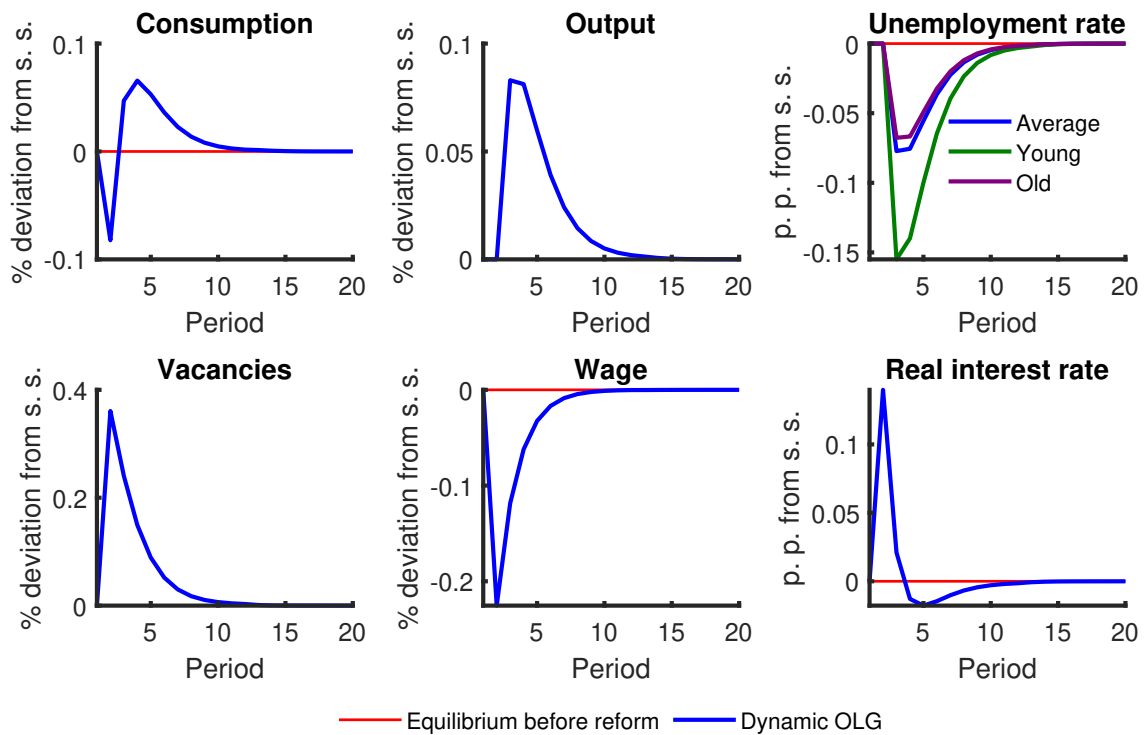 Consumption
% deviation from s. s.
0.1
0
-0.1
5 10 15 20
Period
Output
% deviation from s. s.
0.05
0
5 10 15 20
Period
Unemployment rate
p. p. from s. s.
0
-0.05
-0.1
-0.15
Average
Young
Old
5 10 15 20
Period
Vacancies
% deviation from s. s.
0.4
0.2
0
5 10 15 20
Period
Wage
% deviation from s. s.
0
-0.1
-0.2
5 10 15 20
Period
Real interest rate
p. p. from s. s.
0.1
0.05
0
5 10 15 20
Period
Equilibrium before reform Dynamic OLG